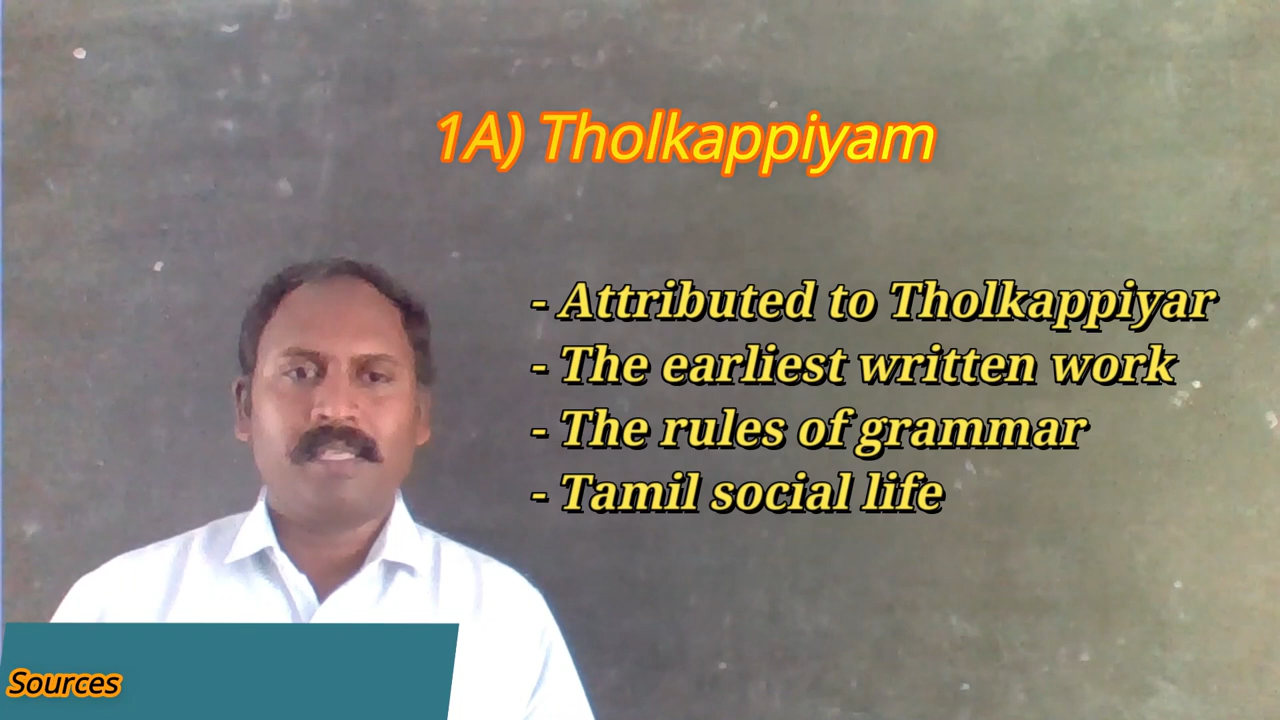 1A) Tholkappiyam
- Attributed to Tholkappiyar
- The earliest written work
- The rules of grammar
- Tamil social life
Sources